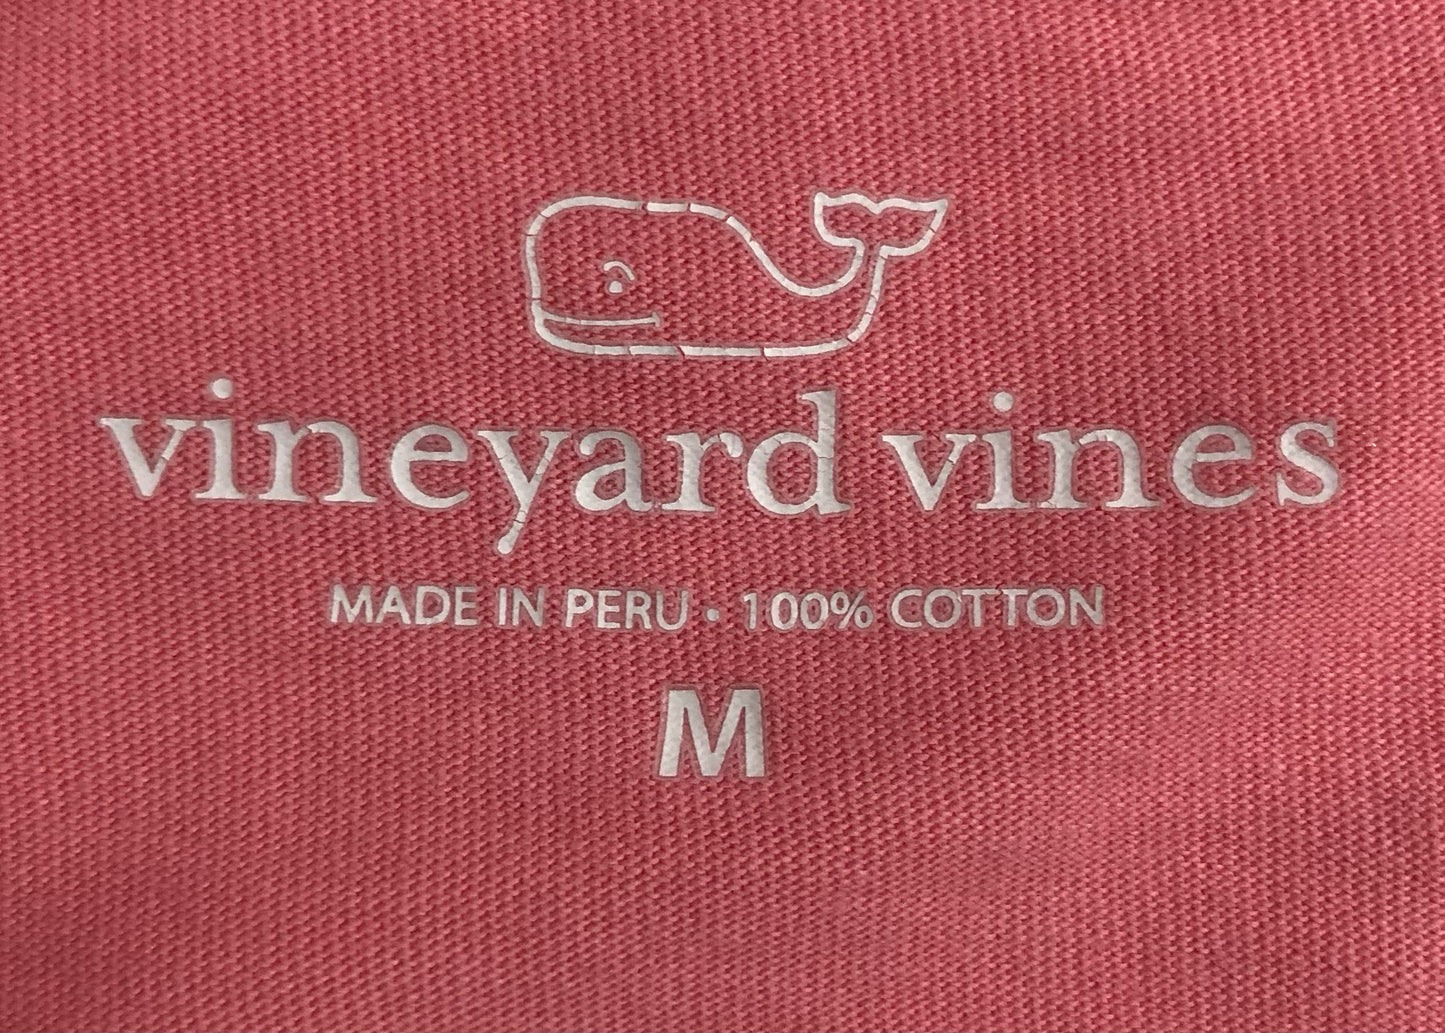 vineyard vines
MADE IN PERU • 100% COTTON
M